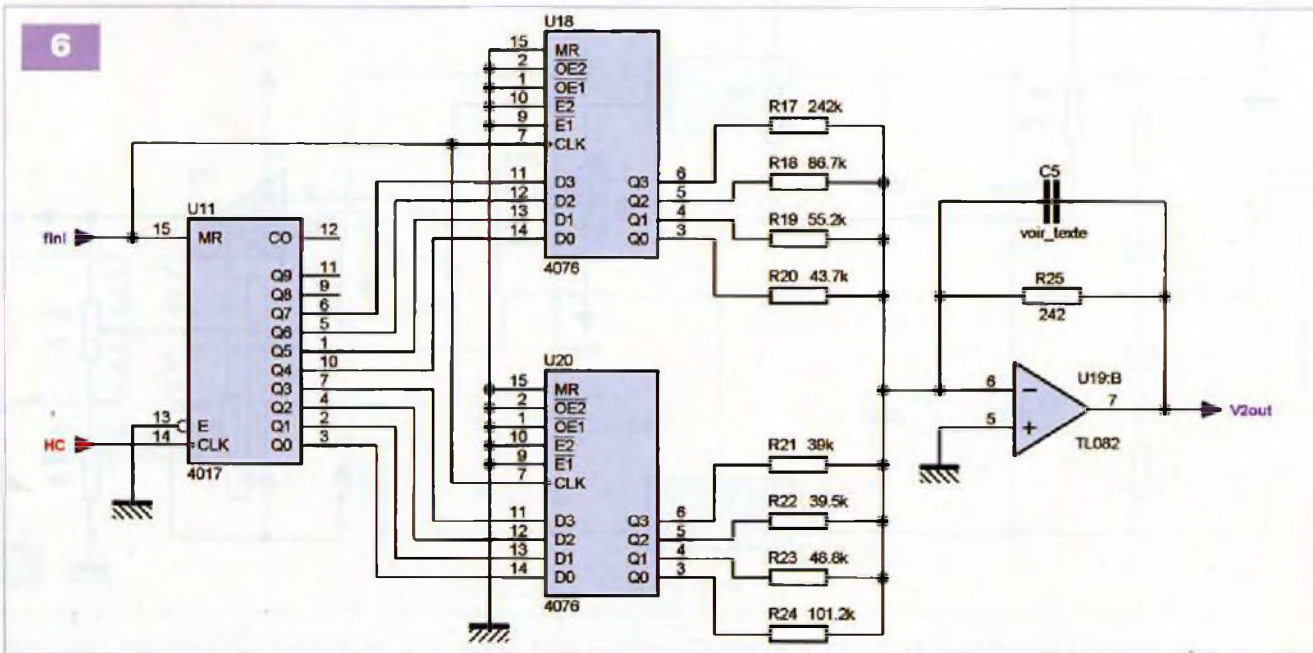 6
U18
15 MR
2 OE2
1 OE1
10 E2
9 E1
7 CLK
11 D3
12 D2
13 D1
14 D0
Q3 6
Q2 5
Q1 4
Q0 3
4076
R17 242k
R18 86.7k
R19 55.2k
R20 43.7k
U11
finI
15 MR
CO 12
Q9 11
Q8 9
Q7 6
Q6 5
Q5 1
Q4 10
Q3 7
Q2 4
Q1 2
Q0 3
13 E
HC
14 CLK
4017
U20
15 MR
2 OE2
1 OE1
10 E2
9 E1
7 CLK
11 D3
12 D2
13 D1
14 D0
Q3 6
Q2 5
Q1 4
Q0 3
4076
R21 39k
R22 39.5k
R23 48.8k
R24 101.2k
C5
voir_texte
R25
242
6
5
U19:B
7
TL082
V2out